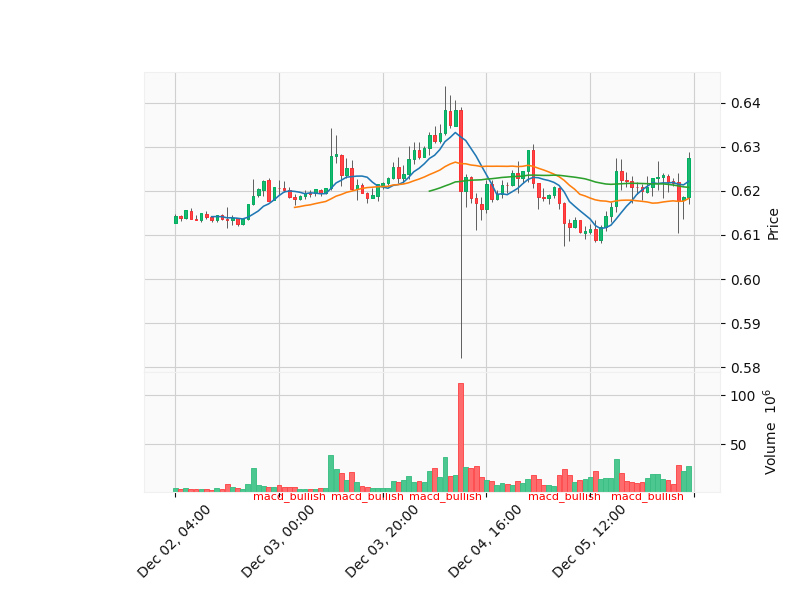 0.64
0.63
0.62
0.61
0.60
0.59
0.58
Price
100
50
Volume 10⁶
macd_bullish macd_bullish macd_bullish macd_bullish macd_bullish
Dec 02, 04:00
Dec 03, 00:00
Dec 03, 20:00
Dec 04, 16:00
Dec 05, 12:00